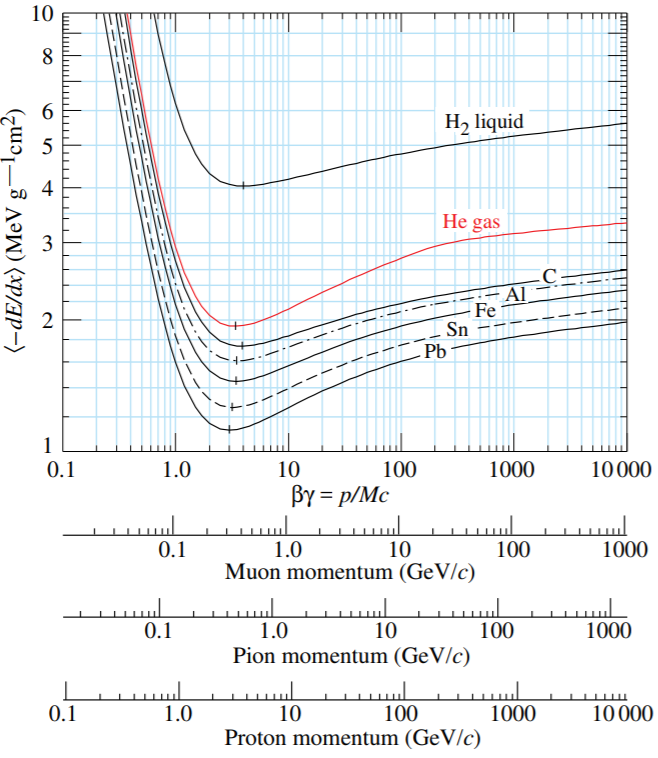 10
8
6
5
4
3
2
1
⟨−dE/dx⟩ (MeV g—1cm2)
H2 liquid
He gas
C
Al
Fe
Sn
Pb
0.1 1.0 10 100 1000 10 000
βγ = p/Mc
0.1 1.0 10 100 1000
Muon momentum (GeV/c)
0.1 1.0 10 100 1000
Pion momentum (GeV/c)
0.1 1.0 10 100 1000 10 000
Proton momentum (GeV/c)